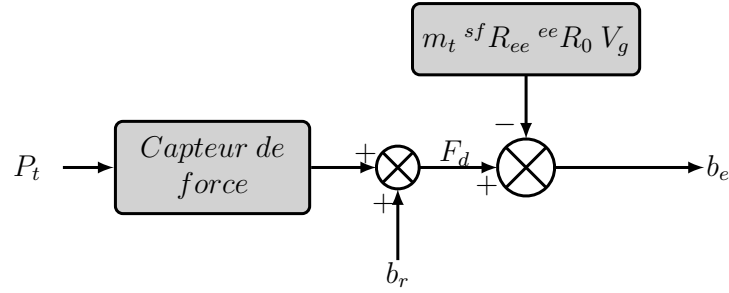 m_t ^{sf}R_{ee} ^{ee}R_0 V_g
−
P_t
Capteur de
force
+
F_d
+
+
b_e
b_r